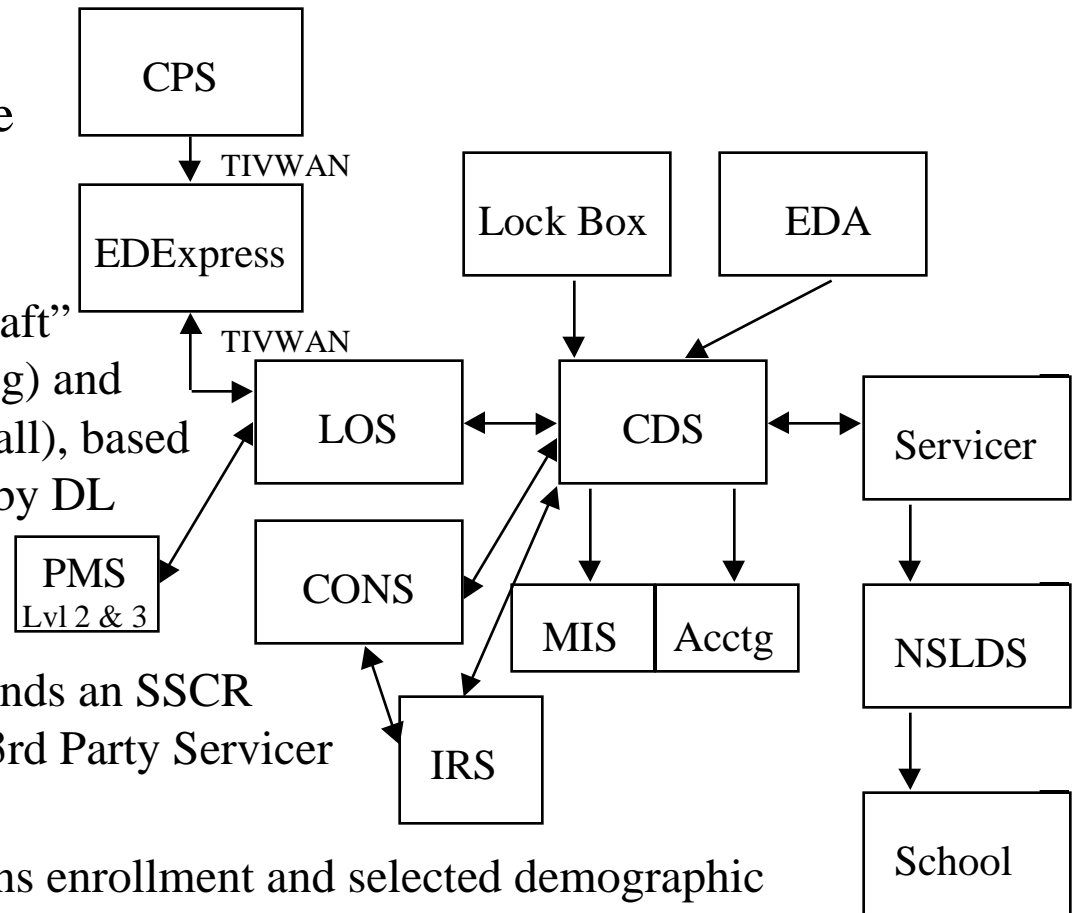 CPS
e
TIVWAN
Lock Box
EDA
EDExpress
aft”
TIVWAN
g) and
LOS
CDS
Servicer
all), based
by DL
PMS
Lvl 2 & 3
CONS
MIS
Acctg
NSLDS
nds an SSCR
3rd Party Servicer
IRS
School
ns enrollment and selected demographic